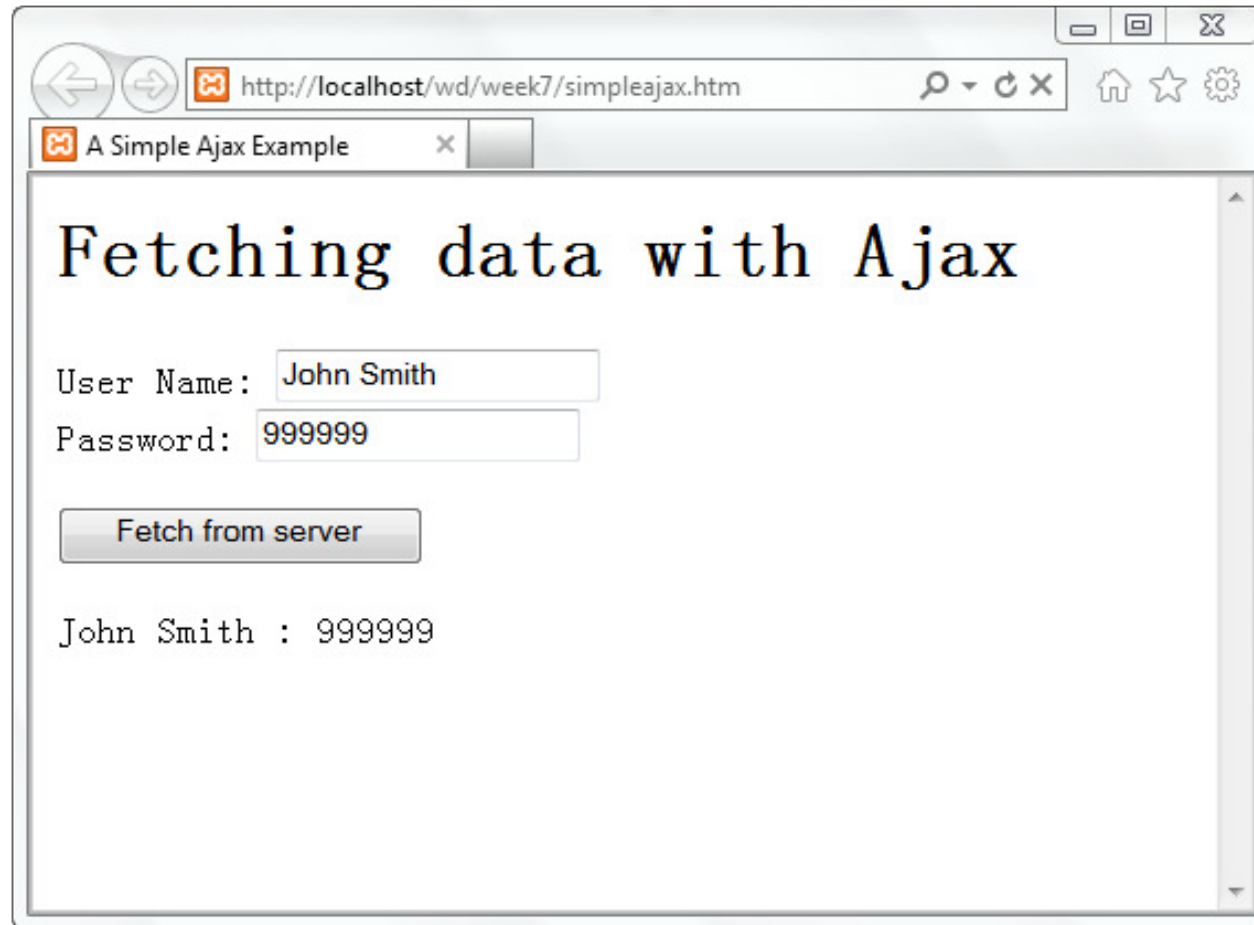 http://localhost/wd/week7/simpleajax.htm
A Simple Ajax Example
Fetching data with Ajax
User Name: John Smith
Password: 999999
Fetch from server
John Smith : 999999